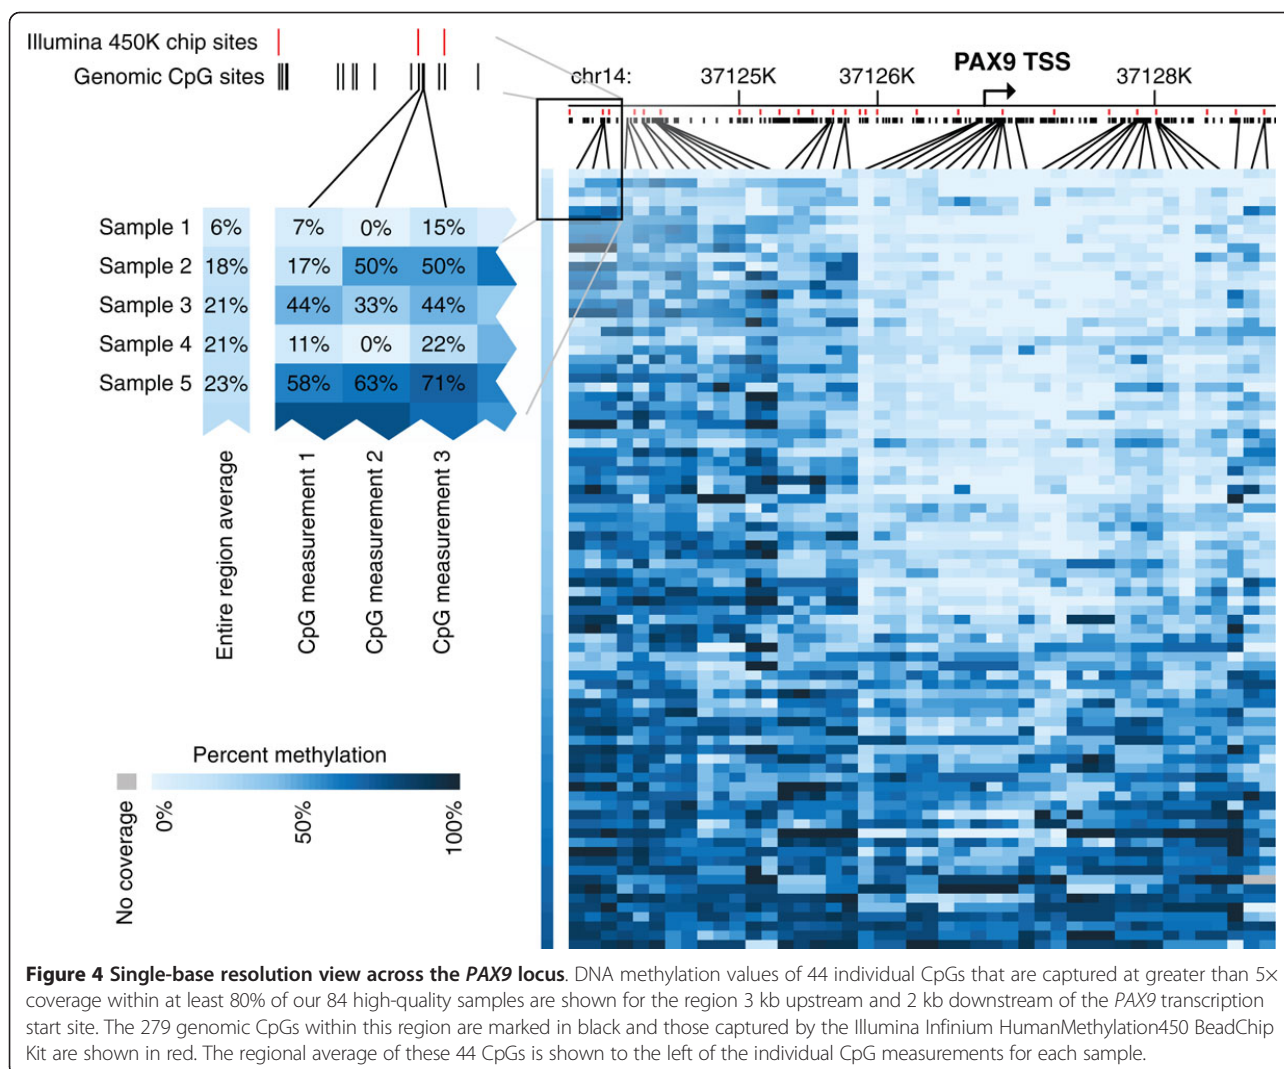 Illumina 450K chip sites
Genomic CpG sites
chr14: 37125K 37126K PAX9 TSS 37128K
Sample 1 6% 7% 0% 15%
Sample 2 18% 17% 50% 50%
Sample 3 21% 44% 33% 44%
Sample 4 21% 11% 0% 22%
Sample 5 23% 58% 63% 71%
Entire region average
CpG measurement 1
CpG measurement 2
CpG measurement 3
Percent methylation
No coverage
0%
50%
100%
Figure 4 Single-base resolution view across the PAX9 locus. DNA methylation values of 44 individual CpGs that are captured at greater than 5×
coverage within at least 80% of our 84 high-quality samples are shown for the region 3 kb upstream and 2 kb downstream of the PAX9 transcription
start site. The 279 genomic CpGs within this region are marked in black and those captured by the Illumina Infinium HumanMethylation450 BeadChip
Kit are shown in red. The regional average of these 44 CpGs is shown to the left of the individual CpG measurements for each sample.